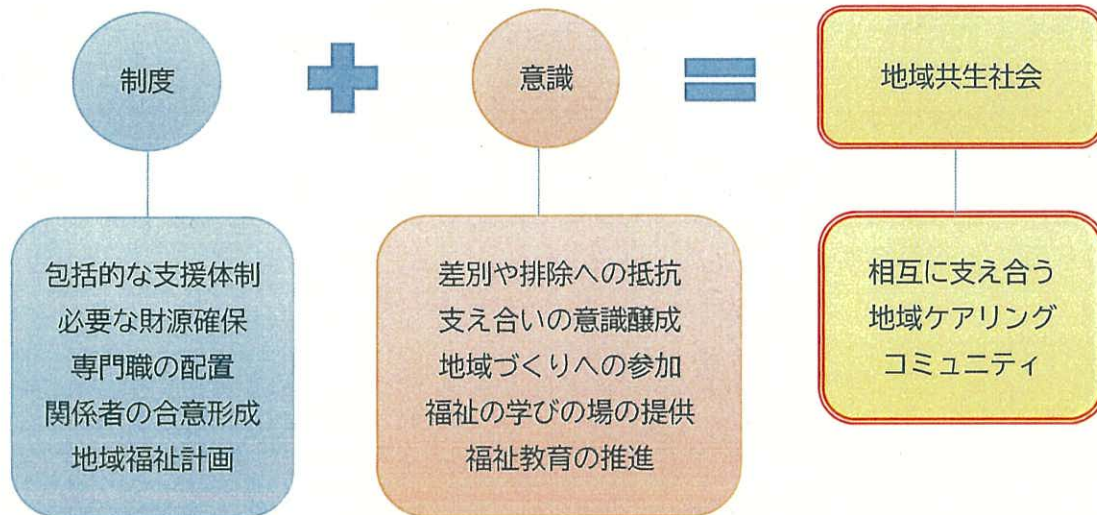 制度
意識
地域共生社会
包括的な支援体制
必要な財源確保
専門職の配置
関係者の合意形成
地域福祉計画
差別や排除への抵抗
支え合いの意識醸成
地域づくりへの参加
福祉の学びの場の提供
福祉教育の推進
相互に支え合う
地域ケアリング
コミュニティ